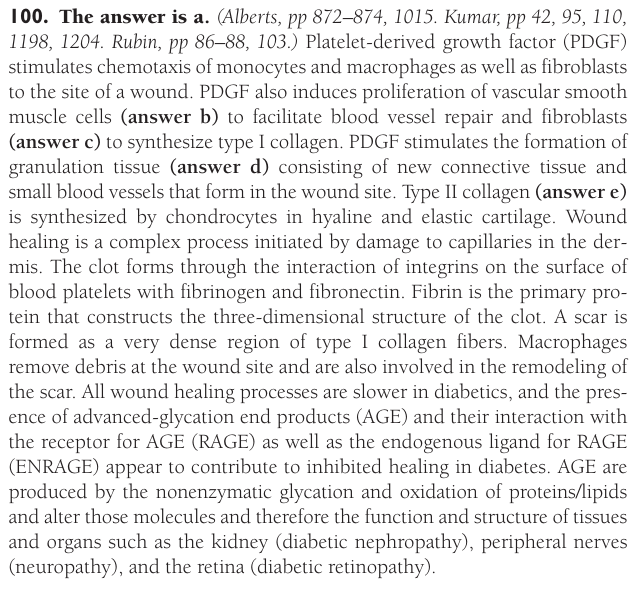 100. The answer is a. (Alberts, pp 872–874, 1015. Kumar, pp 42, 95, 110,
1198, 1204. Rubin, pp 86–88, 103.) Platelet-derived growth factor (PDGF)
stimulates chemotaxis of monocytes and macrophages as well as fibroblasts
to the site of a wound. PDGF also induces proliferation of vascular smooth
muscle cells (answer b) to facilitate blood vessel repair and fibroblasts
(answer c) to synthesize type I collagen. PDGF stimulates the formation of
granulation tissue (answer d) consisting of new connective tissue and
small blood vessels that form in the wound site. Type II collagen (answer e)
is synthesized by chondrocytes in hyaline and elastic cartilage. Wound
healing is a complex process initiated by damage to capillaries in the der-
mis. The clot forms through the interaction of integrins on the surface of
blood platelets with fibrinogen and fibronectin. Fibrin is the primary pro-
tein that constructs the three-dimensional structure of the clot. A scar is
formed as a very dense region of type I collagen fibers. Macrophages
remove debris at the wound site and are also involved in the remodeling of
the scar. All wound healing processes are slower in diabetics, and the pres-
ence of advanced-glycation end products (AGE) and their interaction with
the receptor for AGE (RAGE) as well as the endogenous ligand for RAGE
(ENRAGE) appear to contribute to inhibited healing in diabetes. AGE are
produced by the nonenzymatic glycation and oxidation of proteins/lipids
and alter those molecules and therefore the function and structure of tissues
and organs such as the kidney (diabetic nephropathy), peripheral nerves
(neuropathy), and the retina (diabetic retinopathy).